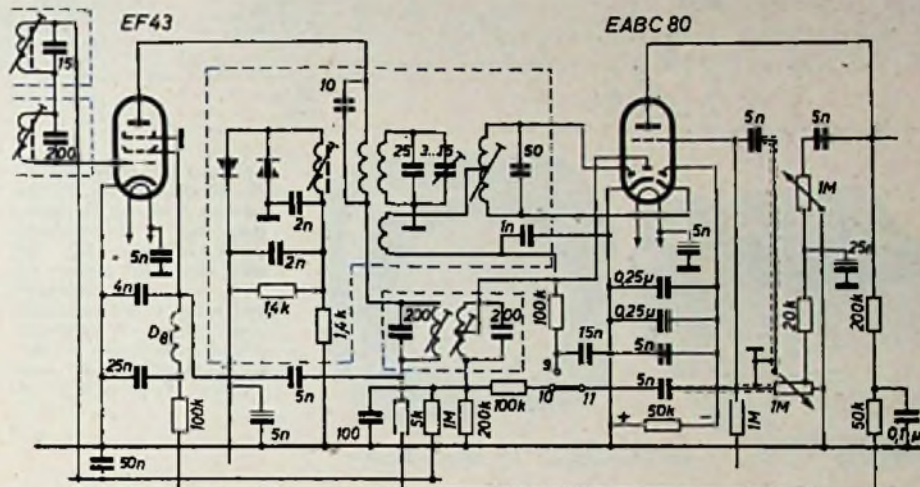 EF43
EABC 80
15
200
10
25
3...15
50
2n
2n
1n
5n
5n
5n
5n
25n
1M
4n
1,4k
1,4k
200
200
100k
0,25µ
0,25µ
20k
200k
D8
15n
5n
9
25n
5n
100k
10
11
5n
1M
100k
5n
100
5k
1M
200k
+
50k
-
1M
50k
0,1µ
50n